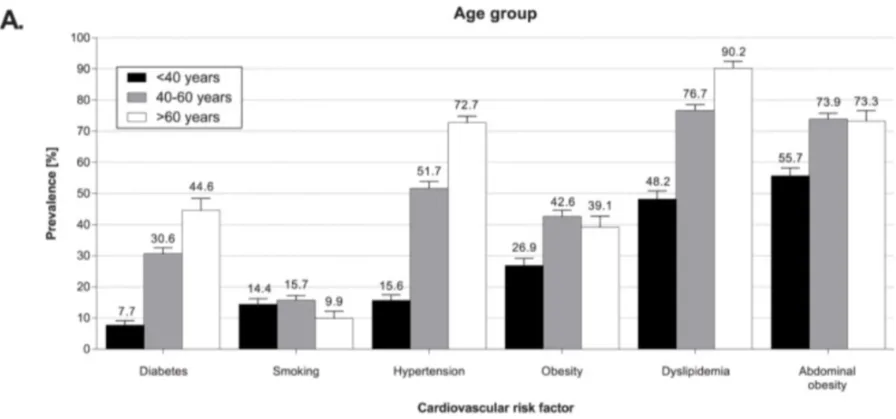 A.
Age group
100
90
80
70
60
50
40
30
20
10
0
Prevalence [%]
<40 years
40-60 years
>60 years
7.7
30.6
44.6
14.4
15.7
9.9
15.6
51.7
72.7
26.9
42.6
39.1
48.2
76.7
90.2
55.7
73.9
73.3
Diabetes
Smoking
Hypertension
Obesity
Dyslipidemia
Abdominal
obesity
Cardiovascular risk factor